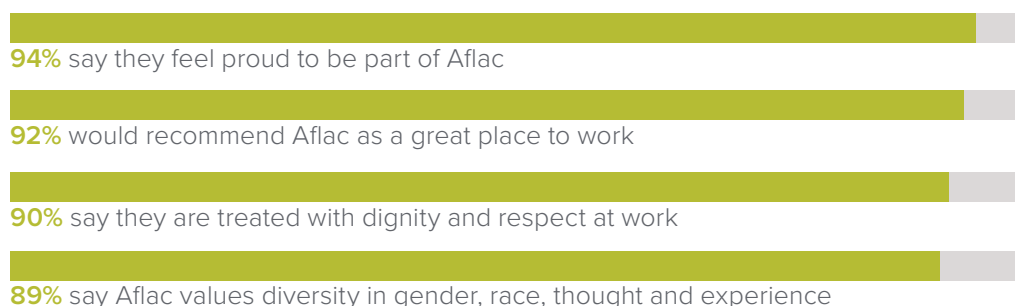 94% say they feel proud to be part of Aflac
92% would recommend Aflac as a great place to work
90% say they are treated with dignity and respect at work
89% say Aflac values diversity in gender, race, thought and experience